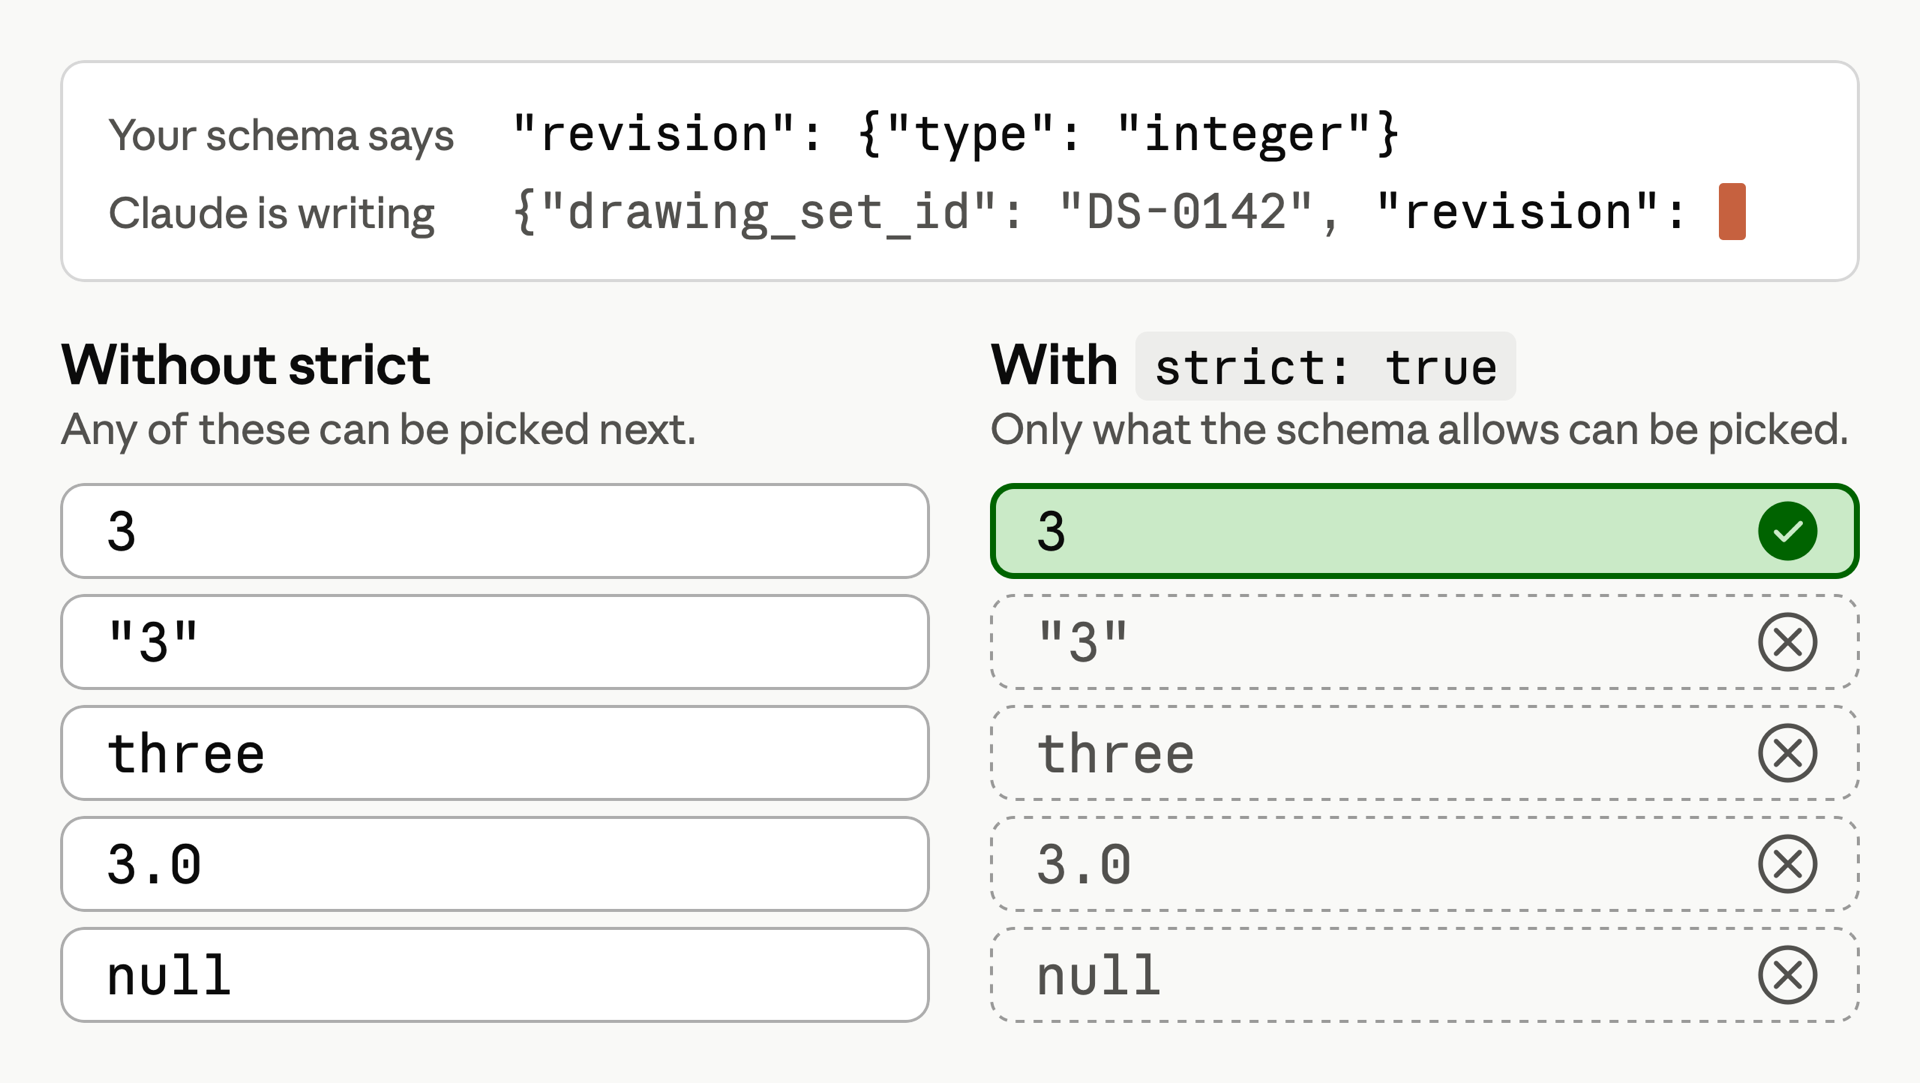 Your schema says "revision": {"type": "integer"}
Claude is writing {"drawing_set_id": "DS-0142", "revision":
Without strict
Any of these can be picked next.
3
"3"
three
3.0
null
With strict: true
Only what the schema allows can be picked.
3
"3"
three
3.0
null